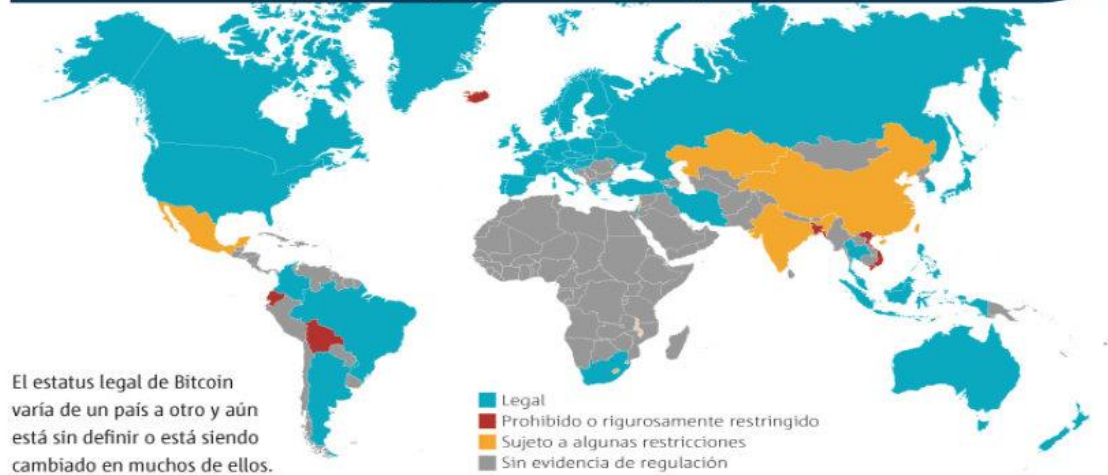 El estatus legal de Bitcoin
varía de un país a otro y aún
está sin definir o está siendo
cambiado en muchos de ellos.
Legal
Prohibido o rigurosamente restringido
Sujeto a algunas restricciones
Sin evidencia de regulación